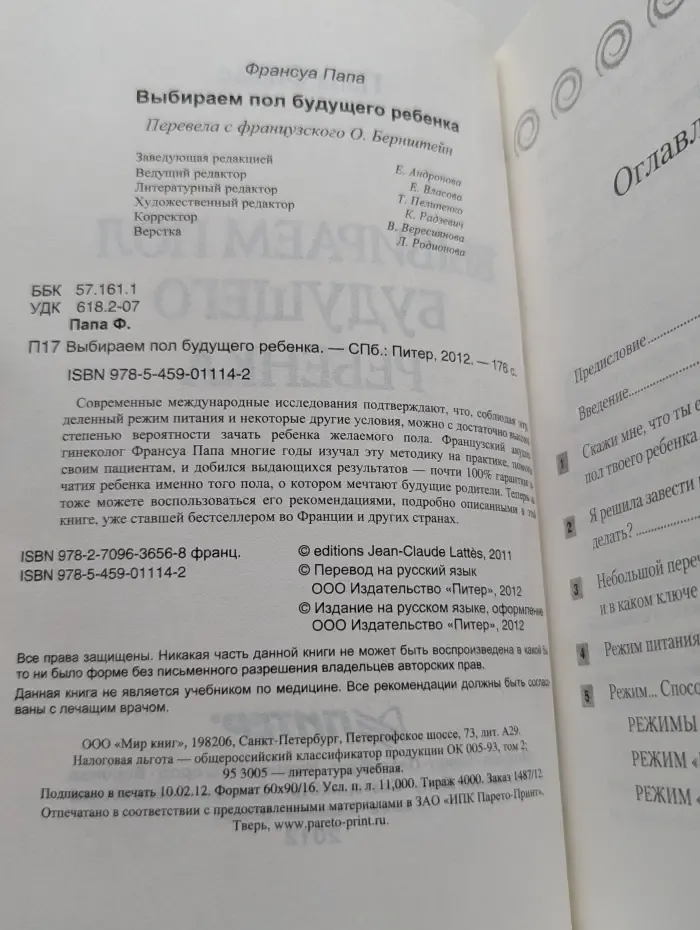 Франсуа Папа
Выбираем пол будущего ребенка
Перевела с французского О. Бернштейн
Заведующая редакцией Е. Андронова
Ведущий редактор Е. Власова
Литературный редактор Т. Пелипенко
Художественный редактор К. Радзевич
Корректор В. Вересиянова
Верстка Л. Родионова
ББК 57.161.1
УДК 618.2-07
Папа Ф.
П17 Выбираем пол будущего ребенка. — СПб.: Питер, 2012. — 176 с.
ISBN 978-5-459-01114-2
Современные международные исследования подтверждают, что, соблюдая
деленный режим питания и некоторые другие условия, можно с достаточно
степенью вероятности зачать ребенка желаемого пола. Французский
гинеколог Франсуа Папа многие годы изучал эту методику на практике,
своим пациентам, и добился выдающихся результатов — почти 100% гарантии
чатия ребенка именно того пола, о котором мечтают будущие родители. Теперь
тоже можете воспользоваться его рекомендациями, подробно описанными в
книге, уже ставшей бестселлером во Франции и других странах.
ISBN 978-2-7096-3656-8 франц.
ISBN 978-5-459-01114-2
© editions Jean-Claude Lattès, 2011
© Перевод на русский язык
ООО Издательство «Питер», 2012
© Издание на русском языке, оформление
ООО Издательство «Питер», 2012
Все права защищены. Никакая часть данной книги не может быть воспроизведена в какой бы
то ни было форме без письменного разрешения владельцев авторских прав.
Данная книга не является учебником по медицине. Все рекомендации должны быть согласо
ваны с лечащим врачом.
ООО «Мир книг», 198206, Санкт-Петербург, Петергофское шоссе, 73, лит. А29.
Налоговая льгота — общероссийский классификатор продукции ОК 005-93, том 2;
95 3005 — литература учебная.
Подписано в печать 10.02.12. Формат 60х90/16. Усл. п. л. 11,000. Тираж 4000. Заказ 1487/12
Отпечатано в соответствии с предоставленными материалами в ЗАО «ИПК Парето-Принт».
Тверь, www.pareto-print.ru.
Оглавл
Предисловие
Введение
1 Скажи мне, что ты е
пол твоего ребенка
2 Я решила завести
делать?
3 Небольшой переч
и в каком ключе
4 Режим питания
5 Режим... Спосо
РЕЖИМЫ
РЕЖИМ «
РЕЖИМ «